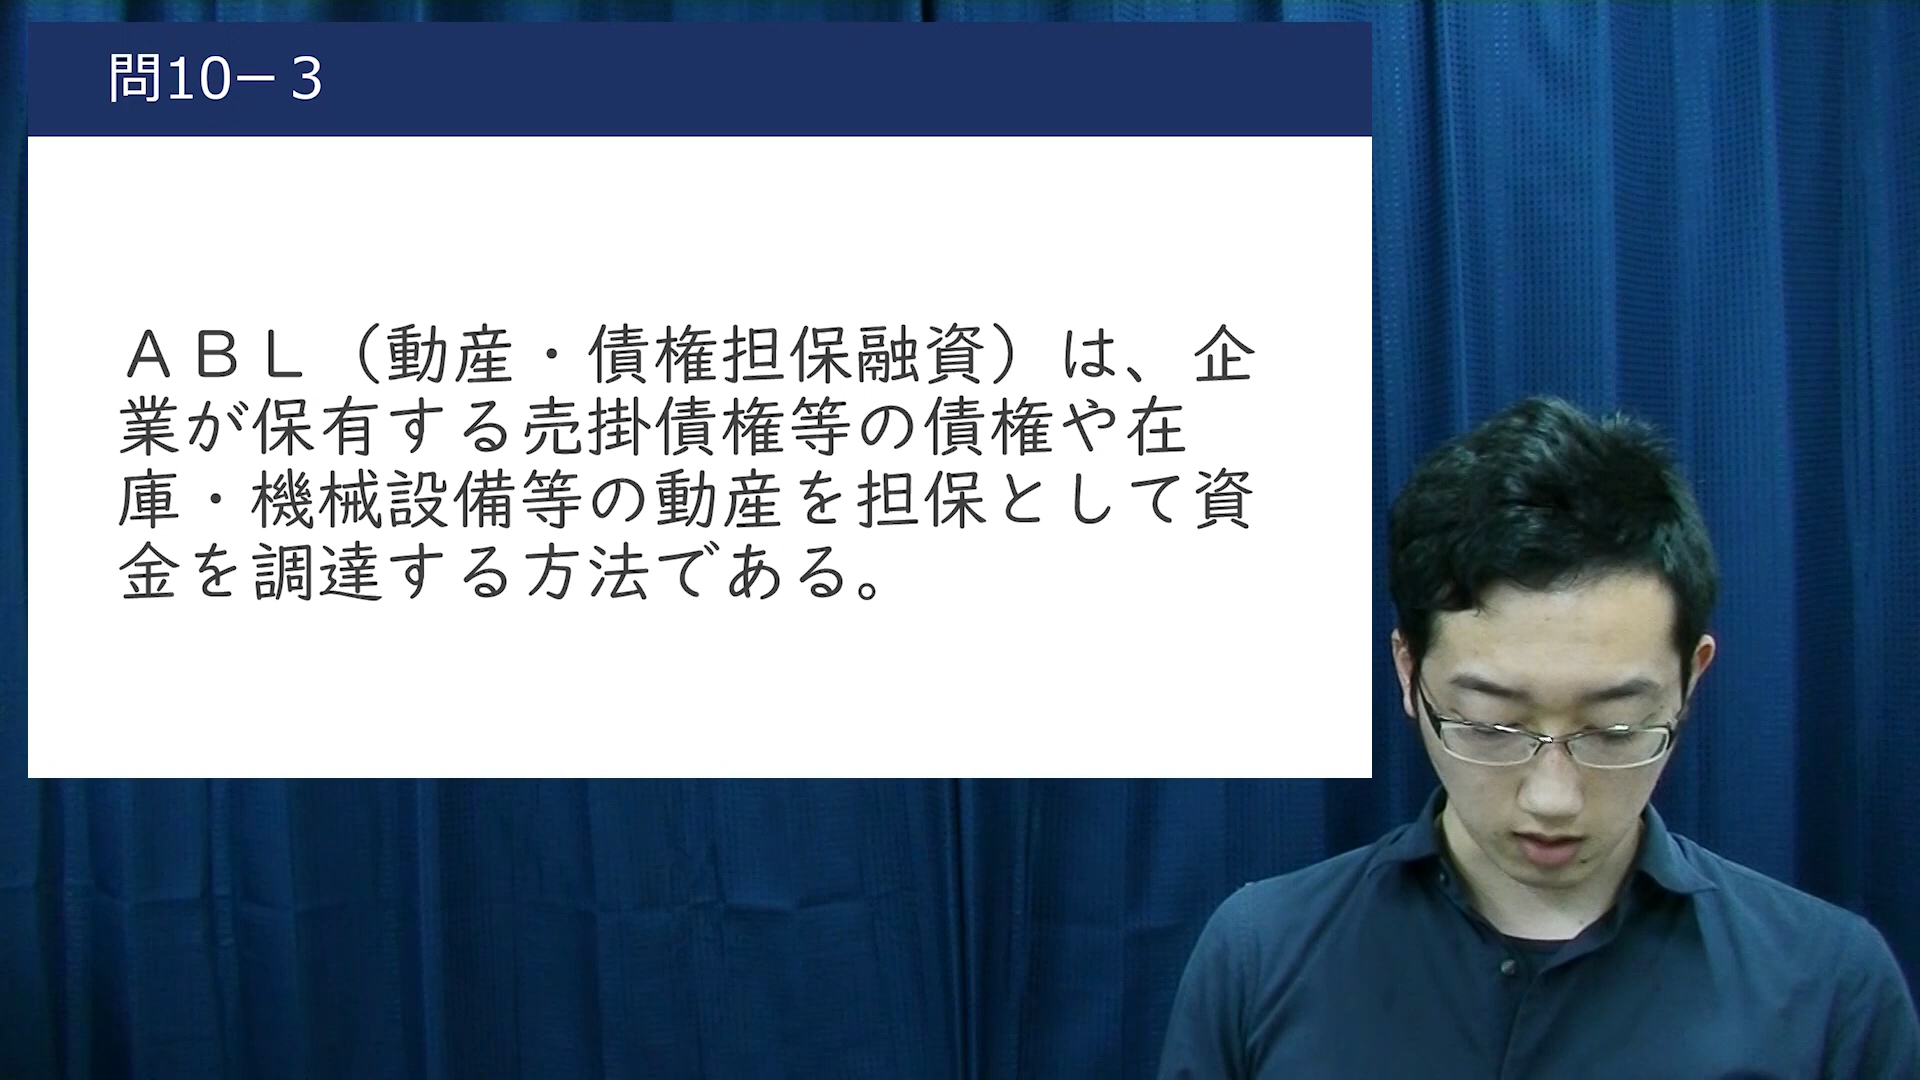 問10－３
ＡＢＬ（動産・債権担保融資）は、企
業が保有する売掛債権等の債権や在
庫・機械設備等の動産を担保として資
金を調達する方法である。